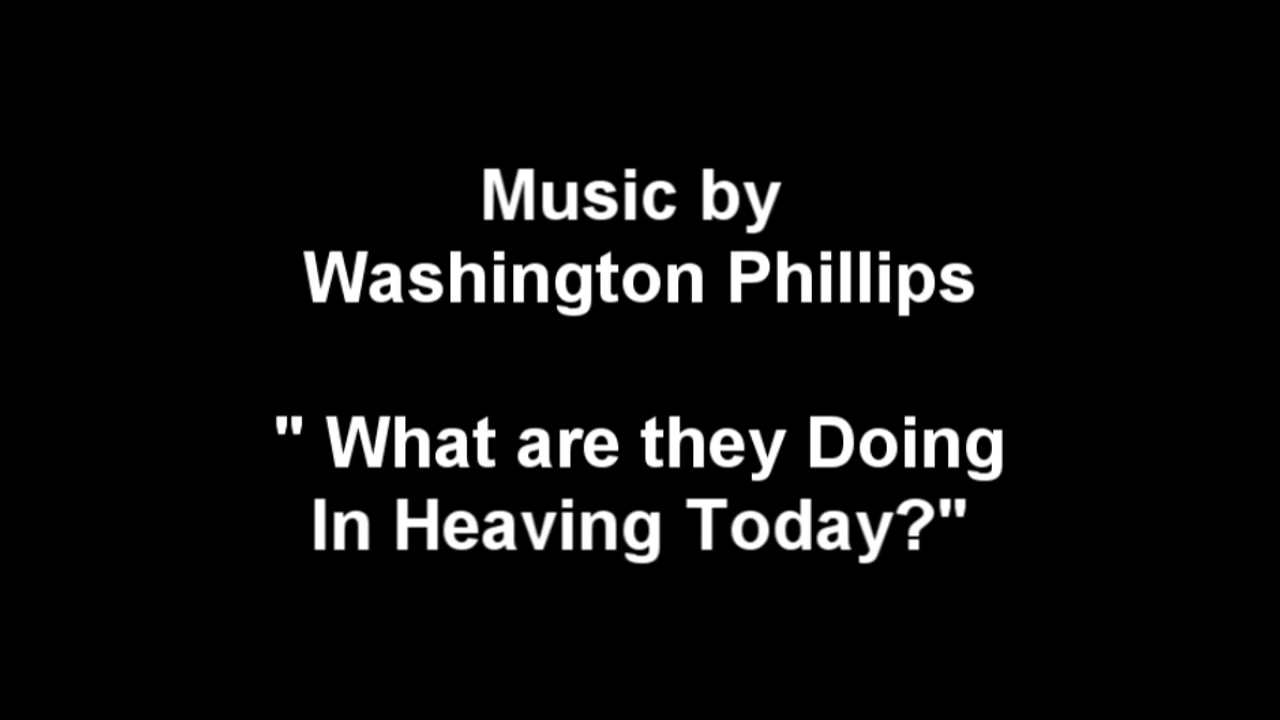 Music by
Washington Phillips
" What are they Doing
In Heaving Today?"